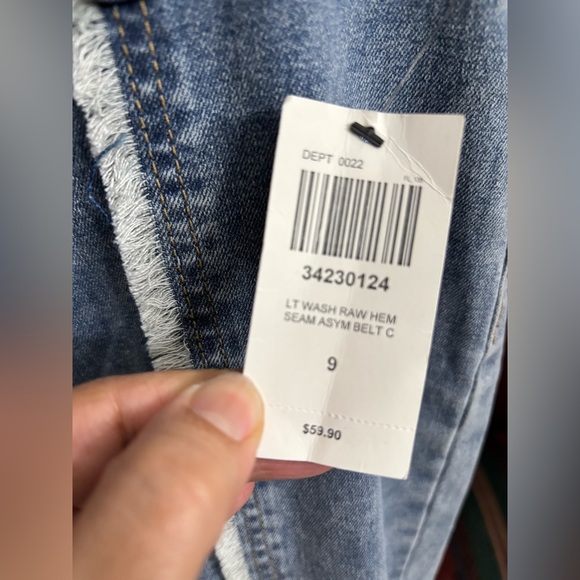 DEPT 0022
34230124
LT WASH RAW HEM
SEAM ASYM BELT C
9
$59.90